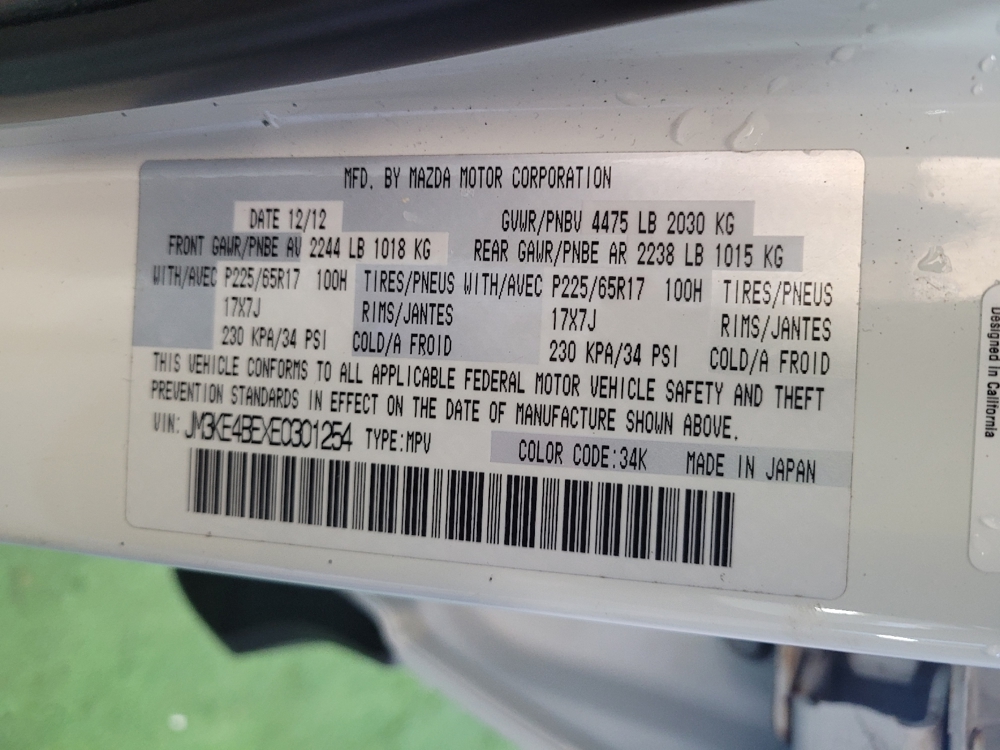 MFD. BY MAZDA MOTOR CORPORATION
DATE 12/12 GVWR/PNBV 4475 LB 2030 KG
FRONT GAWR/PNBE AV 2244 LB 1018 KG REAR GAWR/PNBE AR 2238 LB 1015 KG
WITH/AVEC P225/65R17 100H TIRES/PNEUS WITH/AVEC P225/65R17 100H TIRES/PNEUS
17X7J RIMS/JANTES 17X7J RIMS/JANTES
230 KPA/34 PSI COLD/A FROID 230 KPA/34 PSI COLD/A FROID
THIS VEHICLE CONFORMS TO ALL APPLICABLE FEDERAL MOTOR VEHICLE SAFETY AND THEFT
PREVENTION STANDARDS IN EFFECT ON THE DATE OF MANUFACTURE SHOWN ABOVE.
VIN: JM3KE4BEXE0301254 TYPE:MPV COLOR CODE:34K MADE IN JAPAN
Designed in California